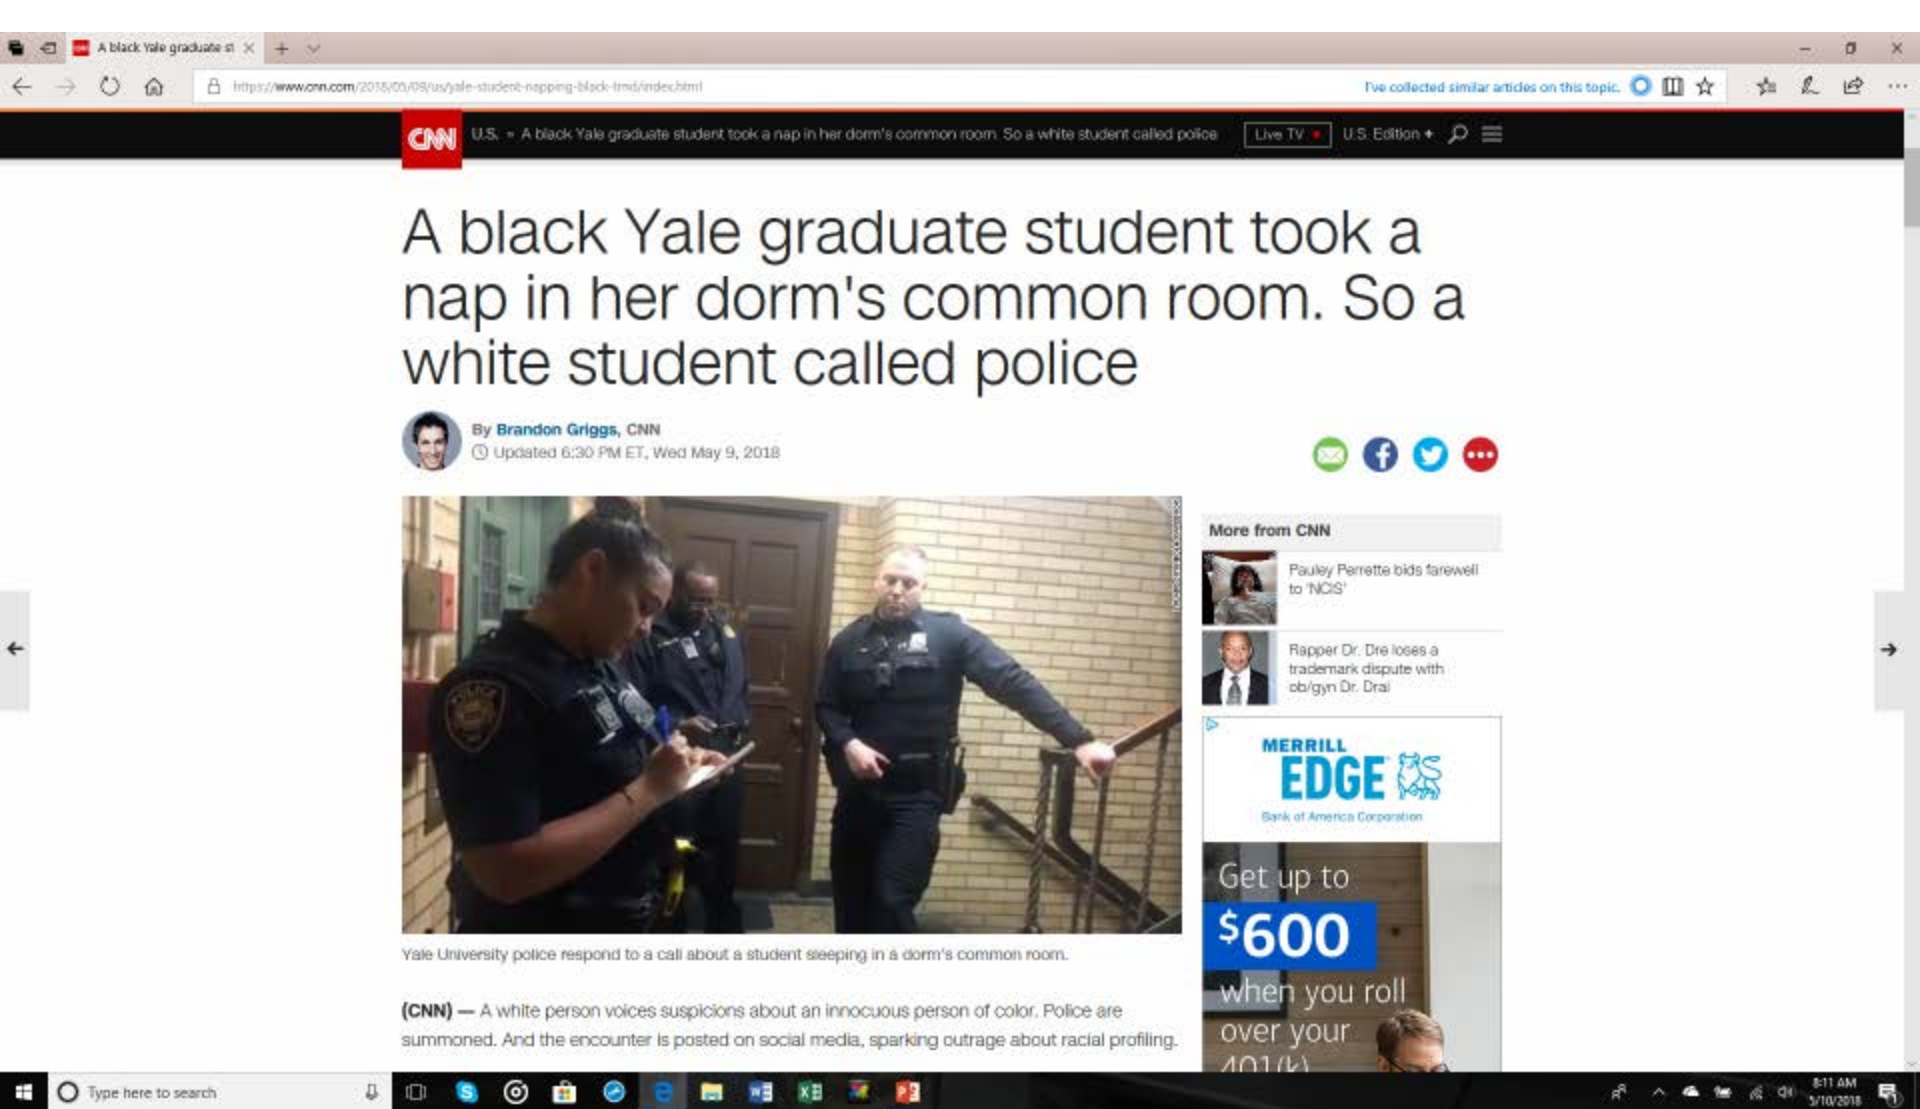 A black Yale graduate st
https://www.cnn.com/2018/05/09/us/yale-student-napping-black-trnd/index.html
I've collected similar articles on this topic.
CNN
U.S. » A black Yale graduate student took a nap in her dorm's common room. So a white student called police
Live TV
U.S. Edition +
A black Yale graduate student took a
nap in her dorm's common room. So a
white student called police
By Brandon Griggs, CNN
Updated 6:30 PM ET, Wed May 9, 2018
POLICE
Yale University police respond to a call about a student sleeping in a dorm's common room.
(CNN) — A white person voices suspicions about an innocuous person of color. Police are
summoned. And the encounter is posted on social media, sparking outrage about racial profiling.
More from CNN
Pauley Perrette bids farewell
to 'NCIS'
Rapper Dr. Dre loses a
trademark dispute with
ob/gyn Dr. Drai
MERRILL
EDGE
Bank of America Corporation
Get up to
$600
when you roll
over your
401(k)
Type here to search
8:11 AM
5/10/2018